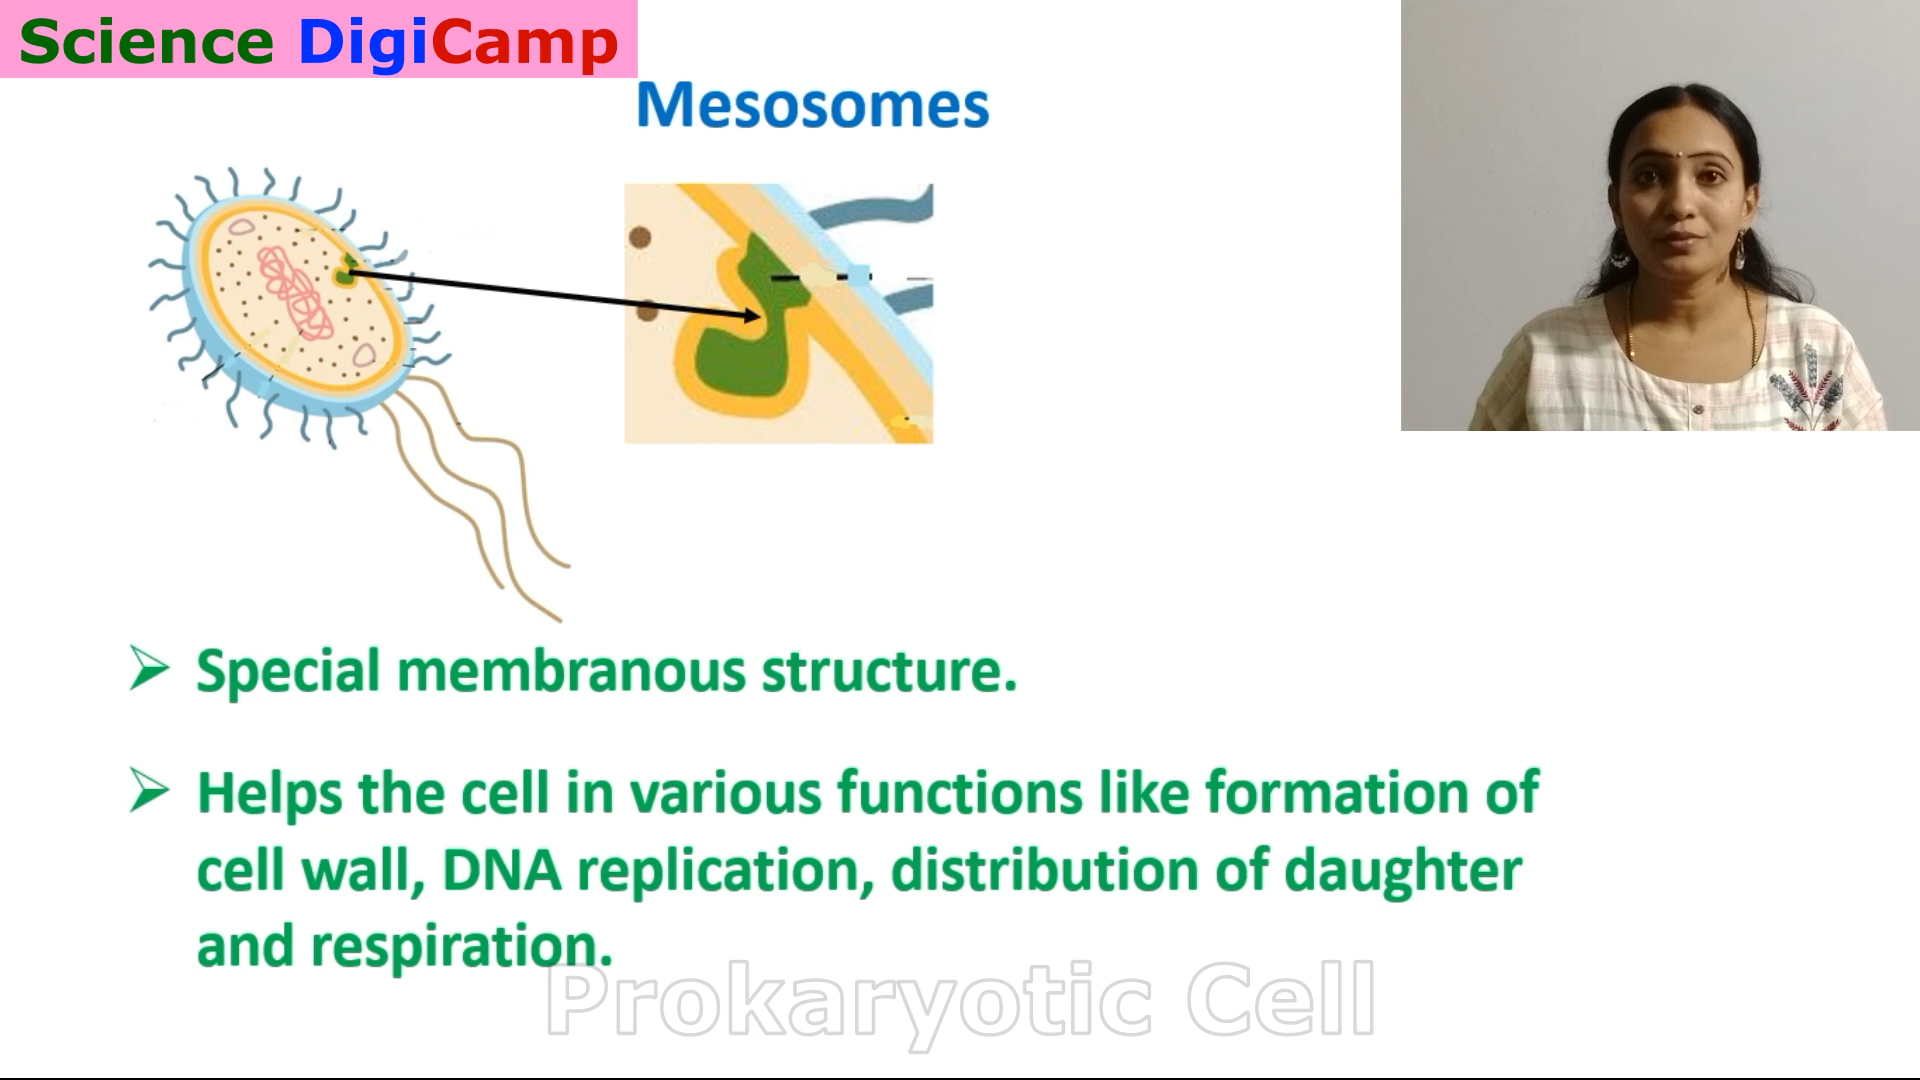 Science DigiCamp
Mesosomes
Special membranous structure.
Helps the cell in various functions like formation of
cell wall, DNA replication, distribution of daughter
and respiration.
Prokaryotic Cell